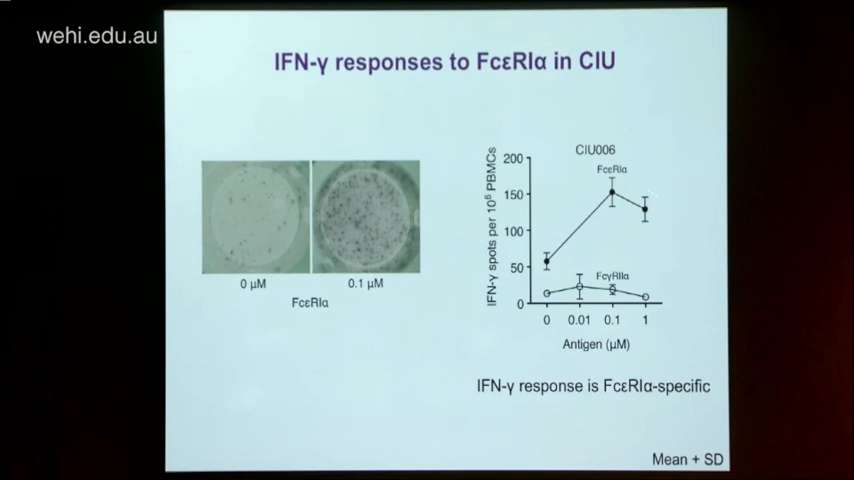 wehi.edu.au
IFN-γ responses to FcεRIα in CIU
0 μM
0.1 μM
FcεRIα
CIU006
IFN-γ spots per 10⁶ PBMCs
200
150
100
50
0
FcεRIα
FcγRIIa
0 0.01 0.1 1
Antigen (μM)
IFN-γ response is FcεRIα-specific
Mean + SD